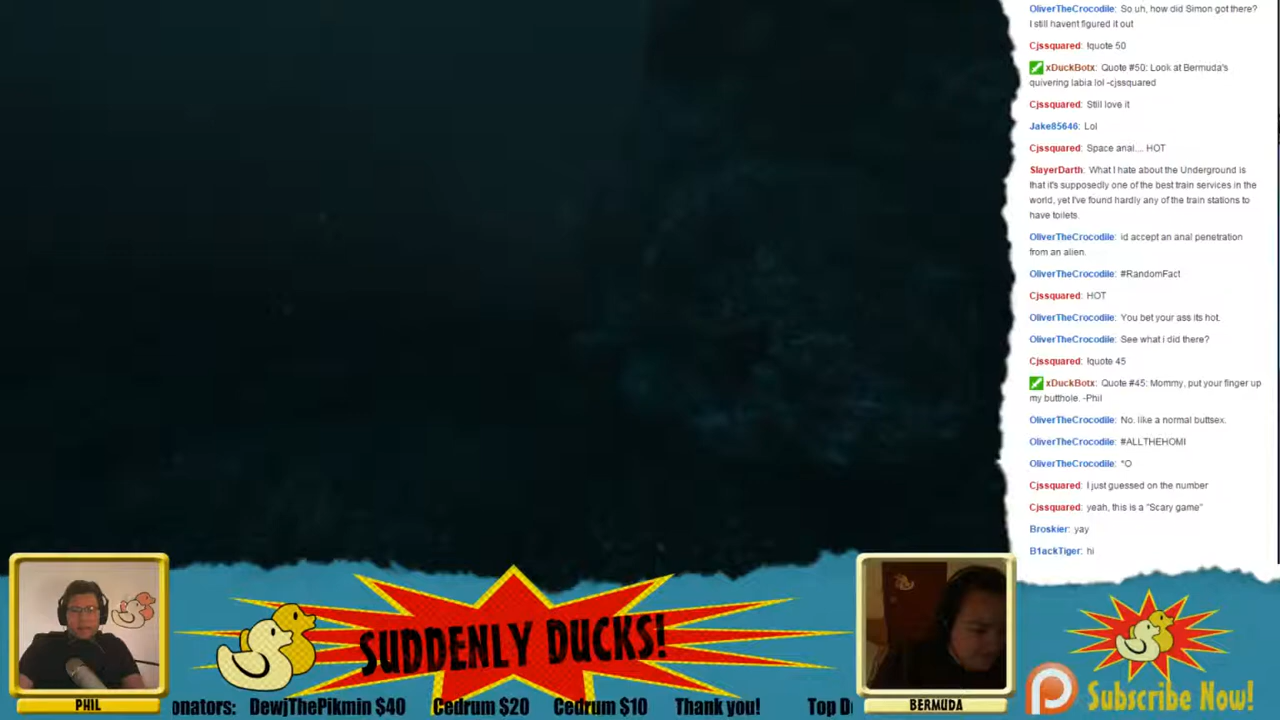 OliverTheCrocodile: So uh, how did Simon got there?
I still havent figured it out
Cjssquared: !quote 50
xDuckBotx: Quote #50: Look at Bermuda's
quivering labia lol -cjssquared
Cjssquared: Still love it
Jake85646: Lol
Cjssquared: Space anal.... HOT
SlayerDarth: What I hate about the Underground is
that it's supposedly one of the best train services in the
world, yet I've found hardly any of the train stations to
have toilets.
OliverTheCrocodile: id accept an anal penetration
from an alien.
OliverTheCrocodile: #RandomFact
Cjssquared: HOT
OliverTheCrocodile: You bet your ass its hot.
OliverTheCrocodile: See what i did there?
Cjssquared: !quote 45
xDuckBotx: Quote #45: Mommy, put your finger up
my butthole. -Phil
OliverTheCrocodile: No. like a normal buttsex.
OliverTheCrocodile: #ALLTHEHOMI
OliverTheCrocodile: *O
Cjssquared: I just guessed on the number
Cjssquared: yeah, this is a "Scary game"
Broskier: yay
B1ackTiger: hi
SUDDENLY DUCKS!
PHIL
onators: DewjThePikmin $40 Cedrum $20 Cedrum $10 Thank you! Top D
BERMUDA
Subscribe Now!